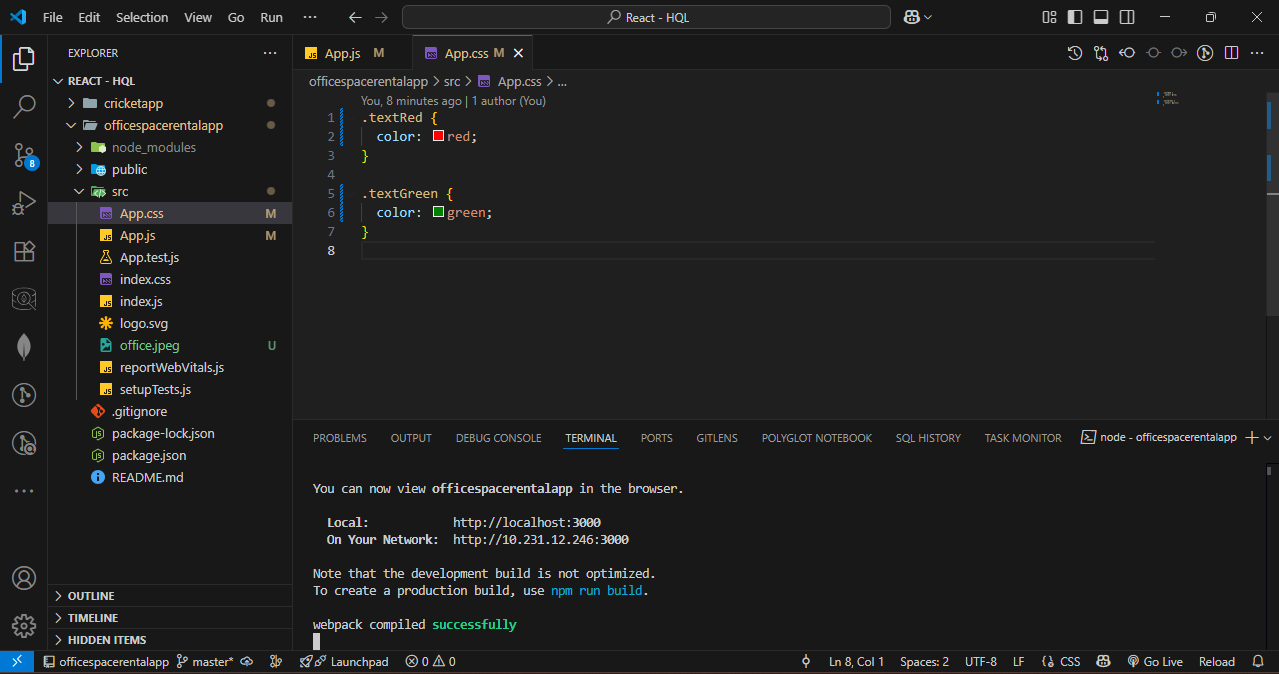 File Edit Selection View Go Run ··· React - HQL
EXPLORER ···
REACT - HQL
cricketapp
officespacerentalapp
node_modules
public
src
App.css M
App.js M
App.test.js
index.css
index.js
logo.svg
office.jpeg U
reportWebVitals.js
setupTests.js
.gitignore
package-lock.json
package.json
README.md
OUTLINE
TIMELINE
HIDDEN ITEMS
8
App.js M App.css M
officespacerentalapp > src > App.css > ...
You, 8 minutes ago | 1 author (You)
1 .textRed {
2 color: red;
3 }
4
5 .textGreen {
6 color: green;
7 }
8
PROBLEMS OUTPUT DEBUG CONSOLE TERMINAL PORTS GITLENS POLYGLOT NOTEBOOK SQL HISTORY TASK MONITOR node - officespacerentalapp
You can now view officespacerentalapp in the browser.
Local: http://localhost:3000
On Your Network: http://10.231.12.246:3000
Note that the development build is not optimized.
To create a production build, use npm run build.
webpack compiled successfully
officespacerentalapp master* Launchpad 0 0 Ln 8, Col 1 Spaces: 2 UTF-8 LF CSS Go Live Reload